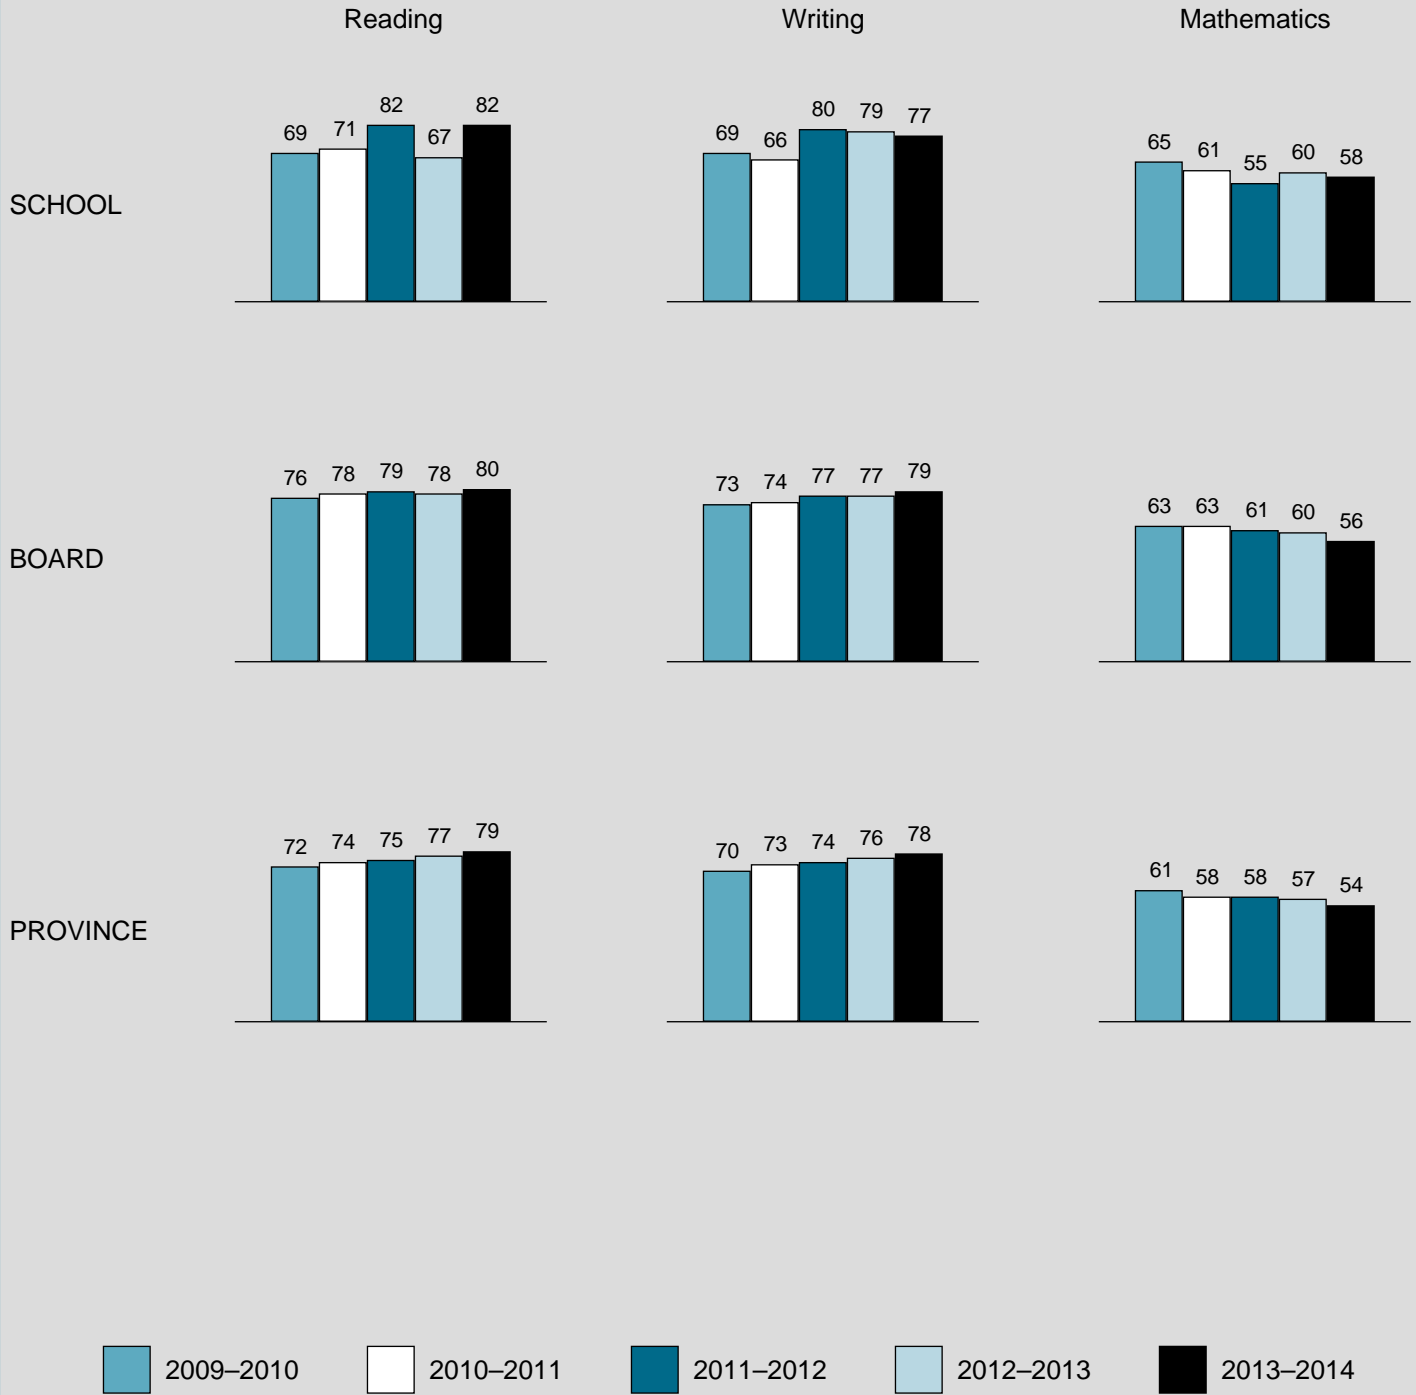 Reading Writing Mathematics
69 71 82 67 82
69 66 80 79 77
65 61 55 60 58
SCHOOL
76 78 79 78 80
73 74 77 77 79
63 63 61 60 56
BOARD
72 74 75 77 79
70 73 74 76 78
61 58 58 57 54
PROVINCE
2009–2010 2010–2011 2011–2012 2012–2013 2013–2014